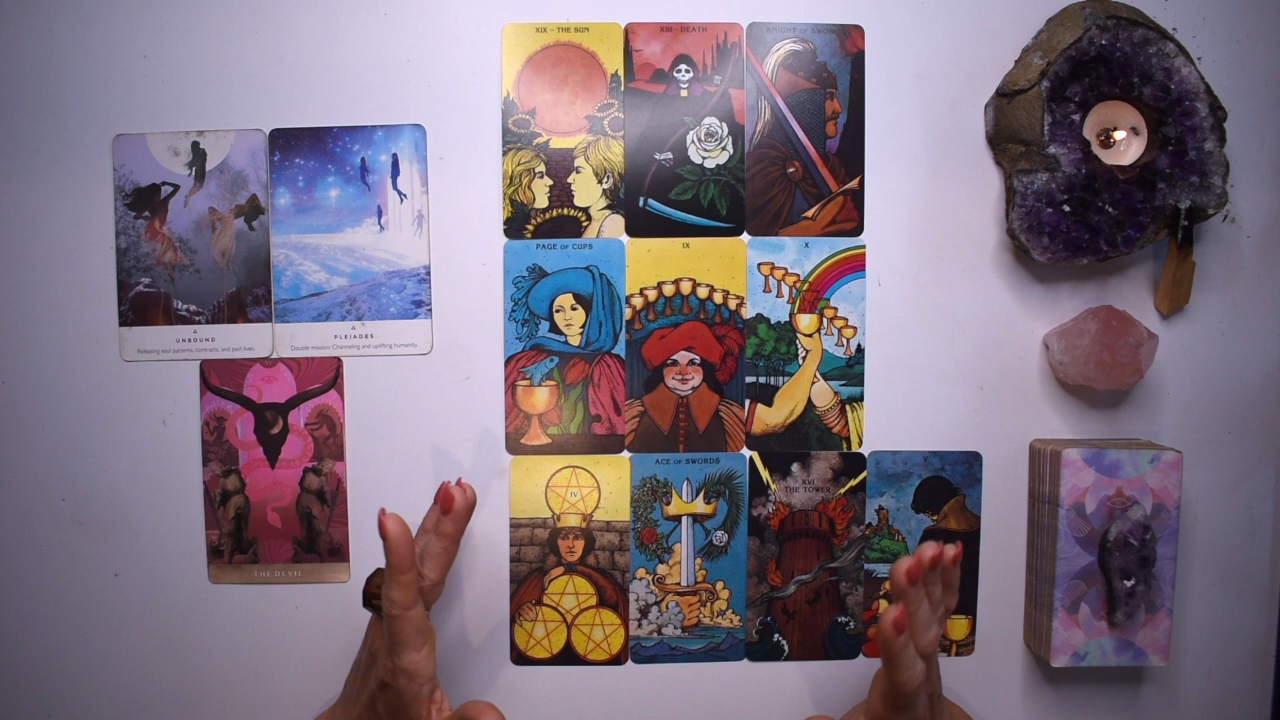 XIX – THE SUN
XIII – DEATH
KNIGHT OF SWORDS
UNBOUND
Releasing soul patterns, contracts, and past lives.
PLEIADES
Double mission: Channeling and uplifting humanity.
PAGE OF CUPS
IX
X
THE DEVIL
IV
ACE OF SWORDS
XVI
THE TOWER
V